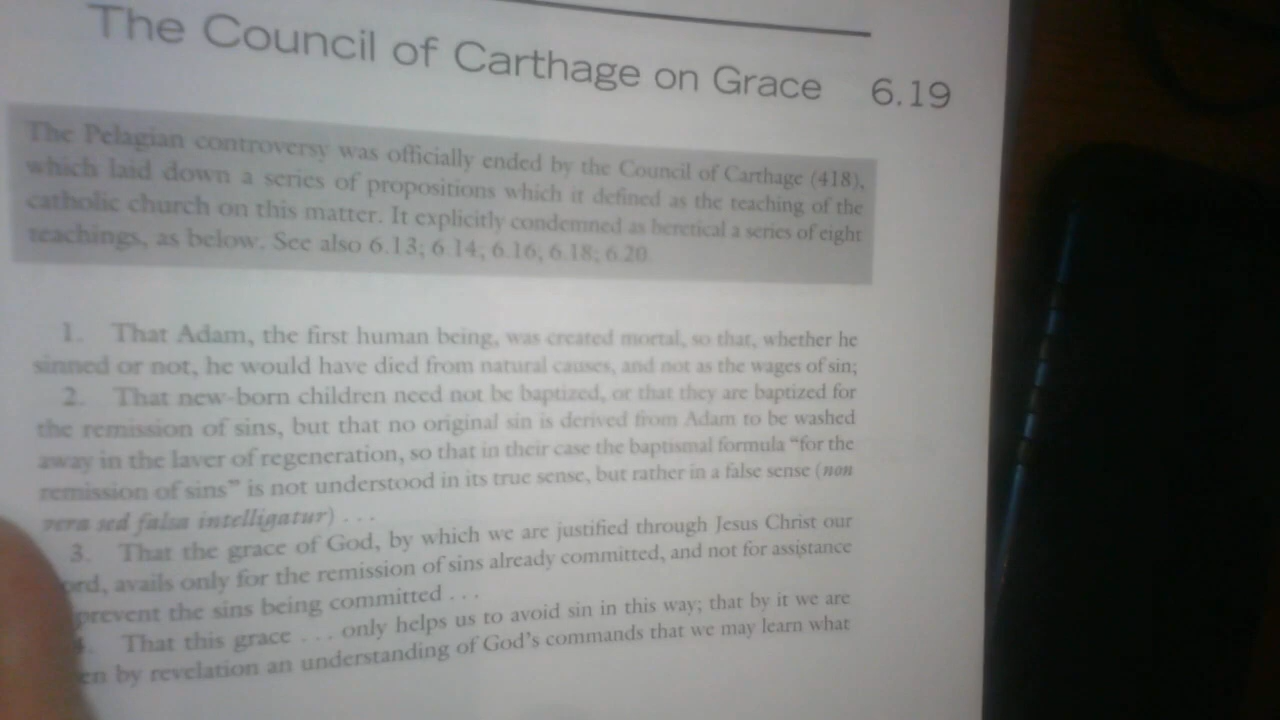 The Council of Carthage on Grace 6.19
The Pelagian controversy was officially ended by the Council of Carthage (418),
which laid down a series of propositions which it defined as the teaching of the
catholic church on this matter. It explicitly condemned as heretical a series of eight
teachings, as below. See also 6.13; 6.14; 6.16; 6.18; 6.20
1. That Adam, the first human being, was created mortal, so that, whether he
sinned or not, he would have died from natural causes, and not as the wages of sin;
2. That new-born children need not be baptized, or that they are baptized for
the remission of sins, but that no original sin is derived from Adam to be washed
away in the laver of regeneration, so that in their case the baptismal formula “for the
remission of sins” is not understood in its true sense, but rather in a false sense (non
vera sed falsa intelligatur) . . .
3. That the grace of God, by which we are justified through Jesus Christ our
ord, avails only for the remission of sins already committed, and not for assistance
prevent the sins being committed . . .
4. That this grace . . . only helps us to avoid sin in this way; that by it we are
en by revelation an understanding of God’s commands that we may learn what